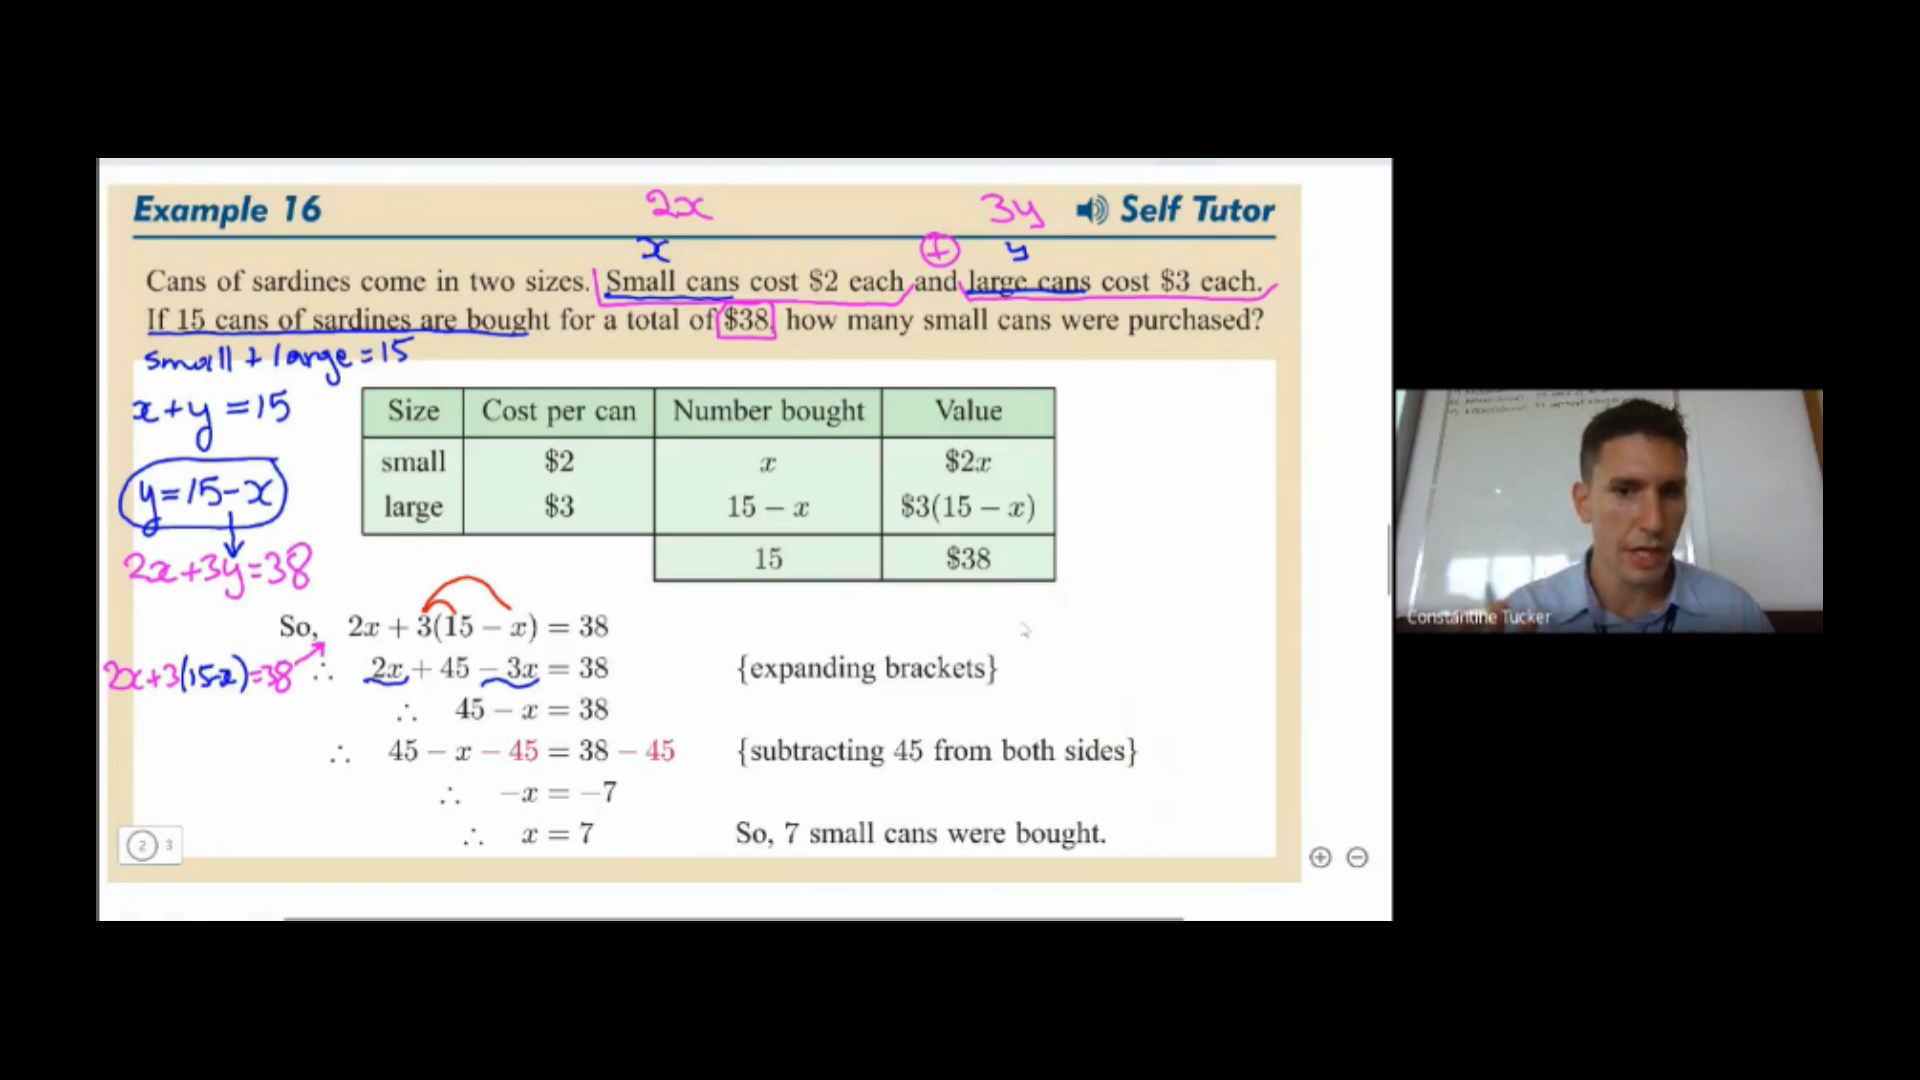 Example 16
2x
3y
Self Tutor
x
+
y
Cans of sardines come in two sizes. Small cans cost $2 each and large cans cost $3 each.
If 15 cans of sardines are bought for a total of $38, how many small cans were purchased?
small + large = 15
x + y = 15
y = 15 - x
2x + 3y = 38
Size Cost per can Number bought Value
small $2 x $2x
large $3 15 − x $3(15 − x)
15 $38
So, 2x + 3(15 − x) = 38
2x + 3(15-x) = 38
∴ 2x + 45 − 3x = 38 {expanding brackets}
∴ 45 − x = 38
∴ 45 − x − 45 = 38 − 45 {subtracting 45 from both sides}
∴ −x = −7
∴ x = 7 So, 7 small cans were bought.
2 3
Constantine Tucker